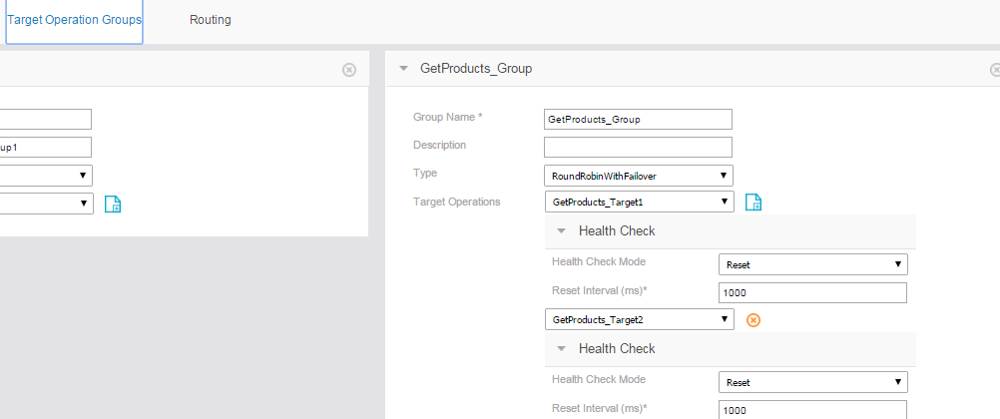 Target Operation Groups Routing
GetProducts_Group
Group Name * GetProducts_Group
up1 Description
Type RoundRobinWithFailover
Target Operations GetProducts_Target1
Health Check
Health Check Mode Reset
Reset Interval (ms)* 1000
GetProducts_Target2
Health Check
Health Check Mode Reset
Reset Interval (ms)* 1000